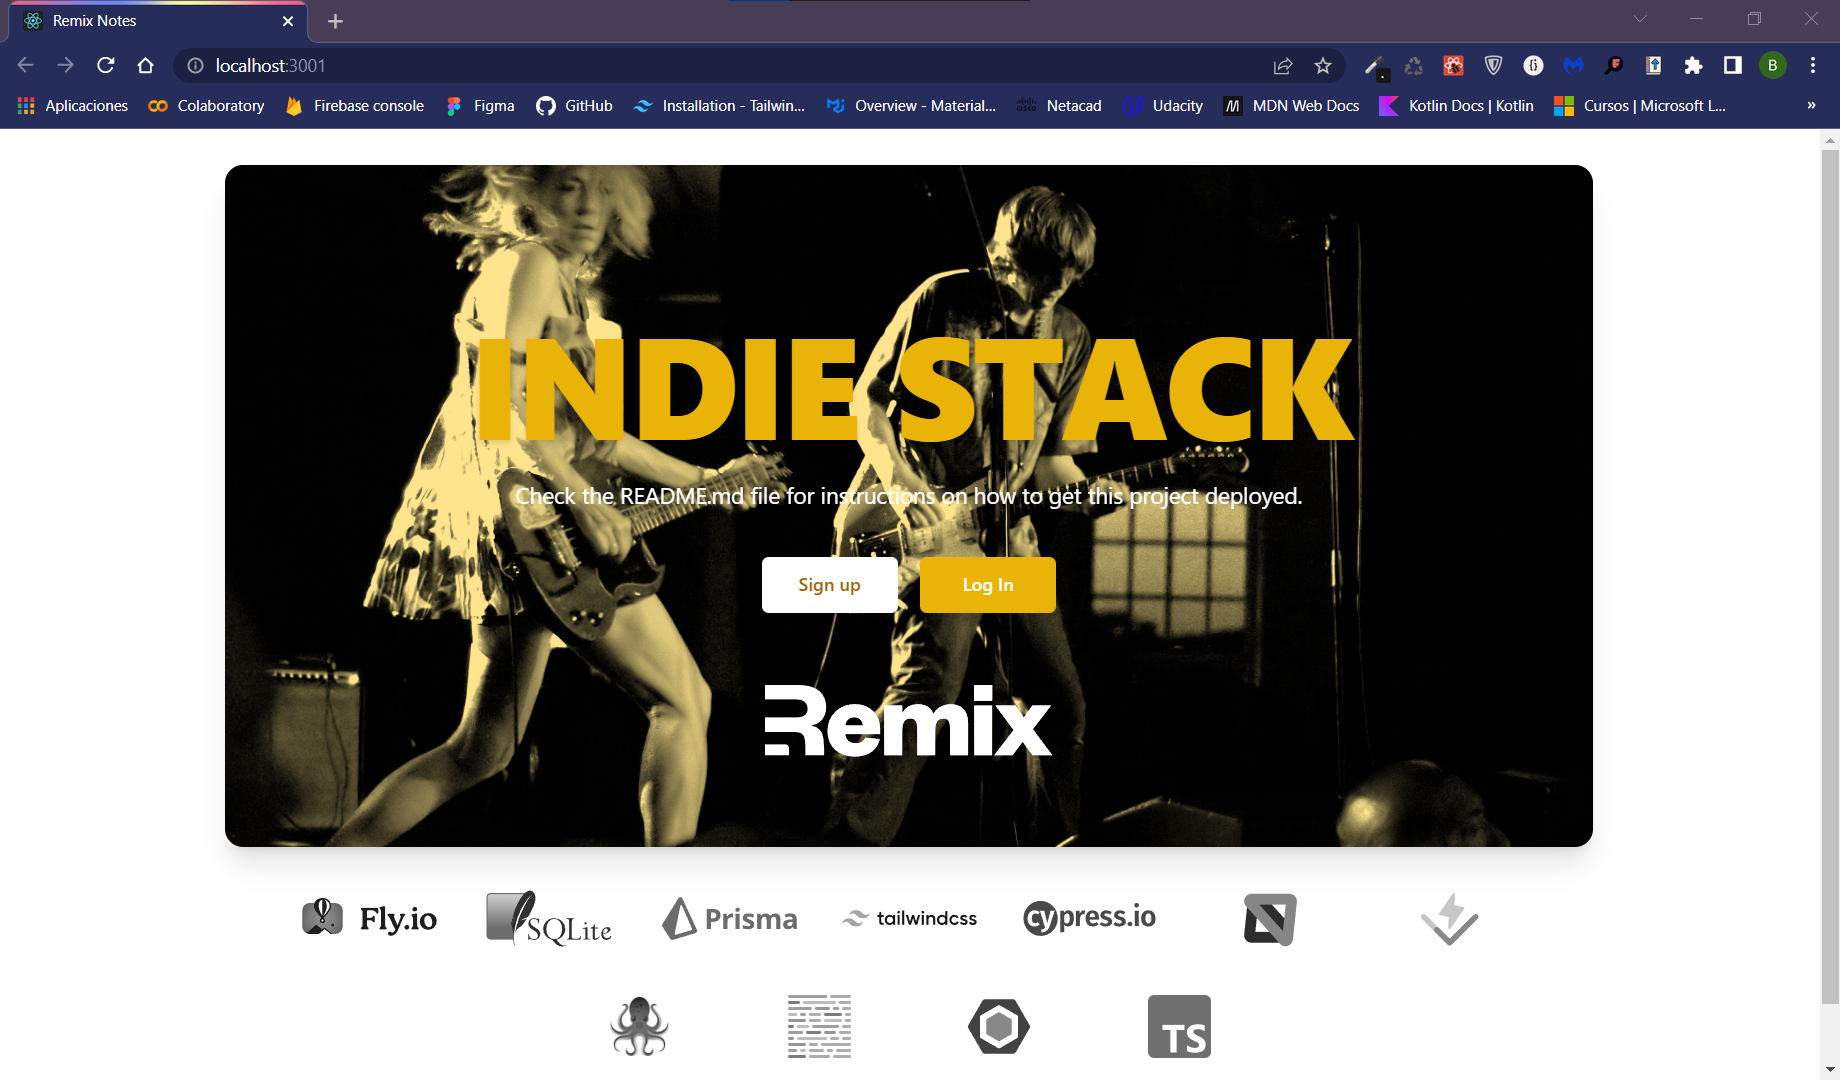 Remix Notes
localhost:3001
B
Aplicaciones
Colaboratory
Firebase console
Figma
GitHub
Installation - Tailwin...
Overview - Material...
Netacad
Udacity
MDN Web Docs
Kotlin Docs | Kotlin
Cursos | Microsoft L...
»
INDIE STACK
Check the README.md file for instructions on how to get this project deployed.
Sign up
Log In
Remix
Fly.io
SQLite
Prisma
tailwindcss
cypress.io
TS